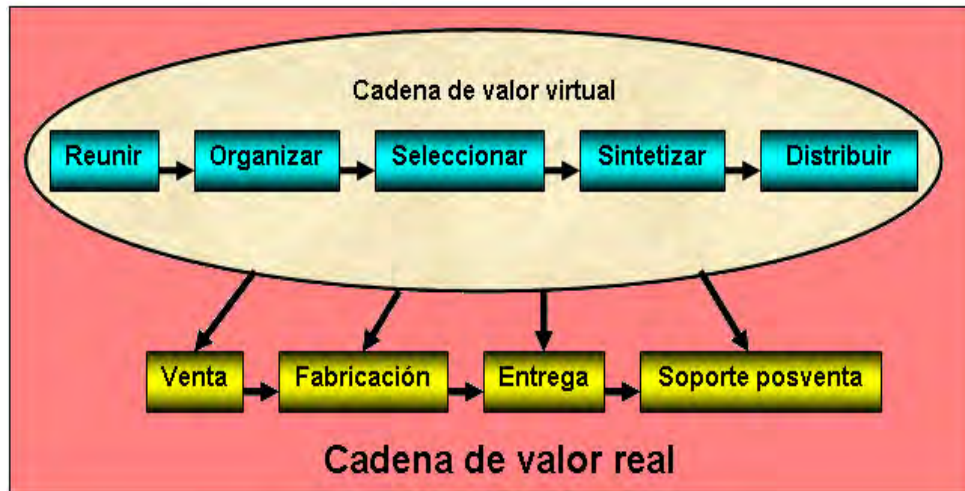 Cadena de valor virtual
Reunir
Organizar
Seleccionar
Sintetizar
Distribuir
Venta
Fabricación
Entrega
Soporte posventa
Cadena de valor real